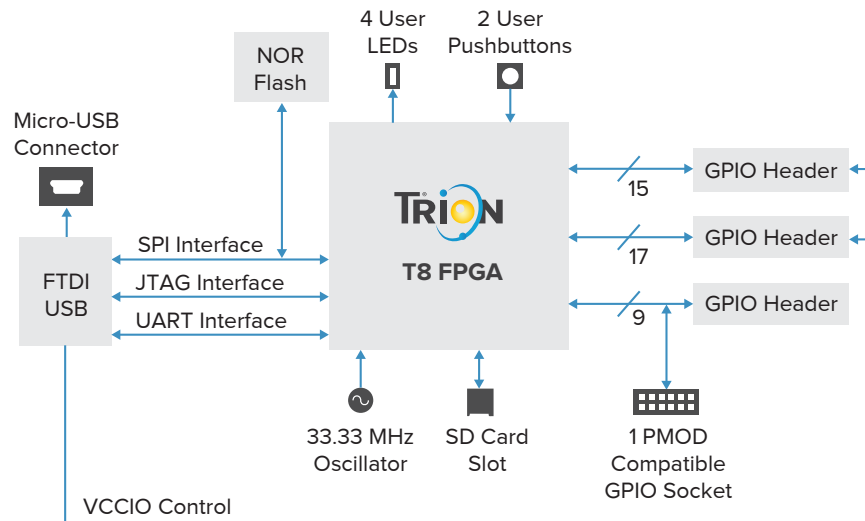 4 User
LEDs
2 User
Pushbuttons
NOR
Flash
Micro-USB
Connector
TRION
®
T8 FPGA
15
GPIO Header
17
GPIO Header
9
GPIO Header
SPI Interface
JTAG Interface
UART Interface
FTDI
USB
33.33 MHz
Oscillator
SD Card
Slot
1 PMOD
Compatible
GPIO Socket
VCCIO Control